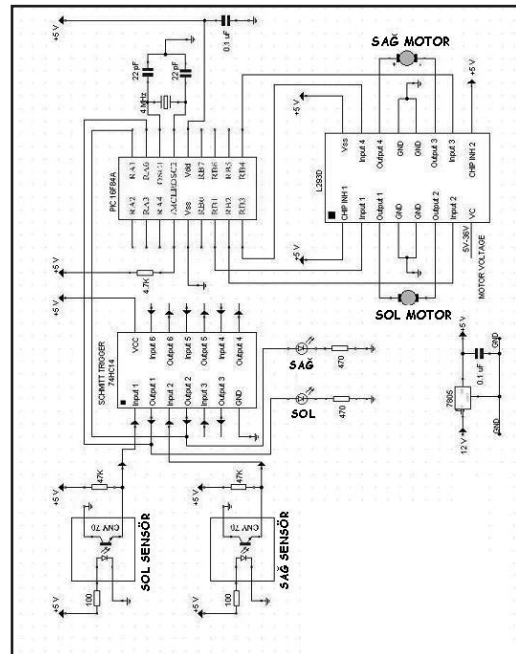 +5 V
0.1 uF
22 pF
22 pF
4 MHz
SAĞ MOTOR
+5 V
+5 V
Vss
Input 4
Output 4
GND
GND
Output 3
Input 3
CHIP INH 2
L293D
CHIP INH 1
Input 1
Output 1
GND
GND
Output 2
Input 2
VC
+5 V
5V-36V
MOTOR VOLTAGE
SOL MOTOR
RA1
RA0
OSC1
OSC2
Vdd
RB7
RB6
RB5
RB4
PIC 16F84A
RA2
RA3
RA4
MCLR
Vss
RB0
RB1
RB2
RB3
+5 V
4.7K
+5 V
VCC
Input 6
Output 6
Input 5
Output 5
Input 4
Output 4
SCHMITT TRIGGER
74HC14
Input 1
Output 1
Input 2
Output 2
Input 3
Output 3
GND
SAĞ
470
SOL
470
+5 V
GND
0.1 uF
7805
12 V
GND
+5 V
47K
CNY 70
100
+5 V
SOL SENSÖR
+5 V
47K
CNY 70
100
+5 V
SAĞ SENSÖR